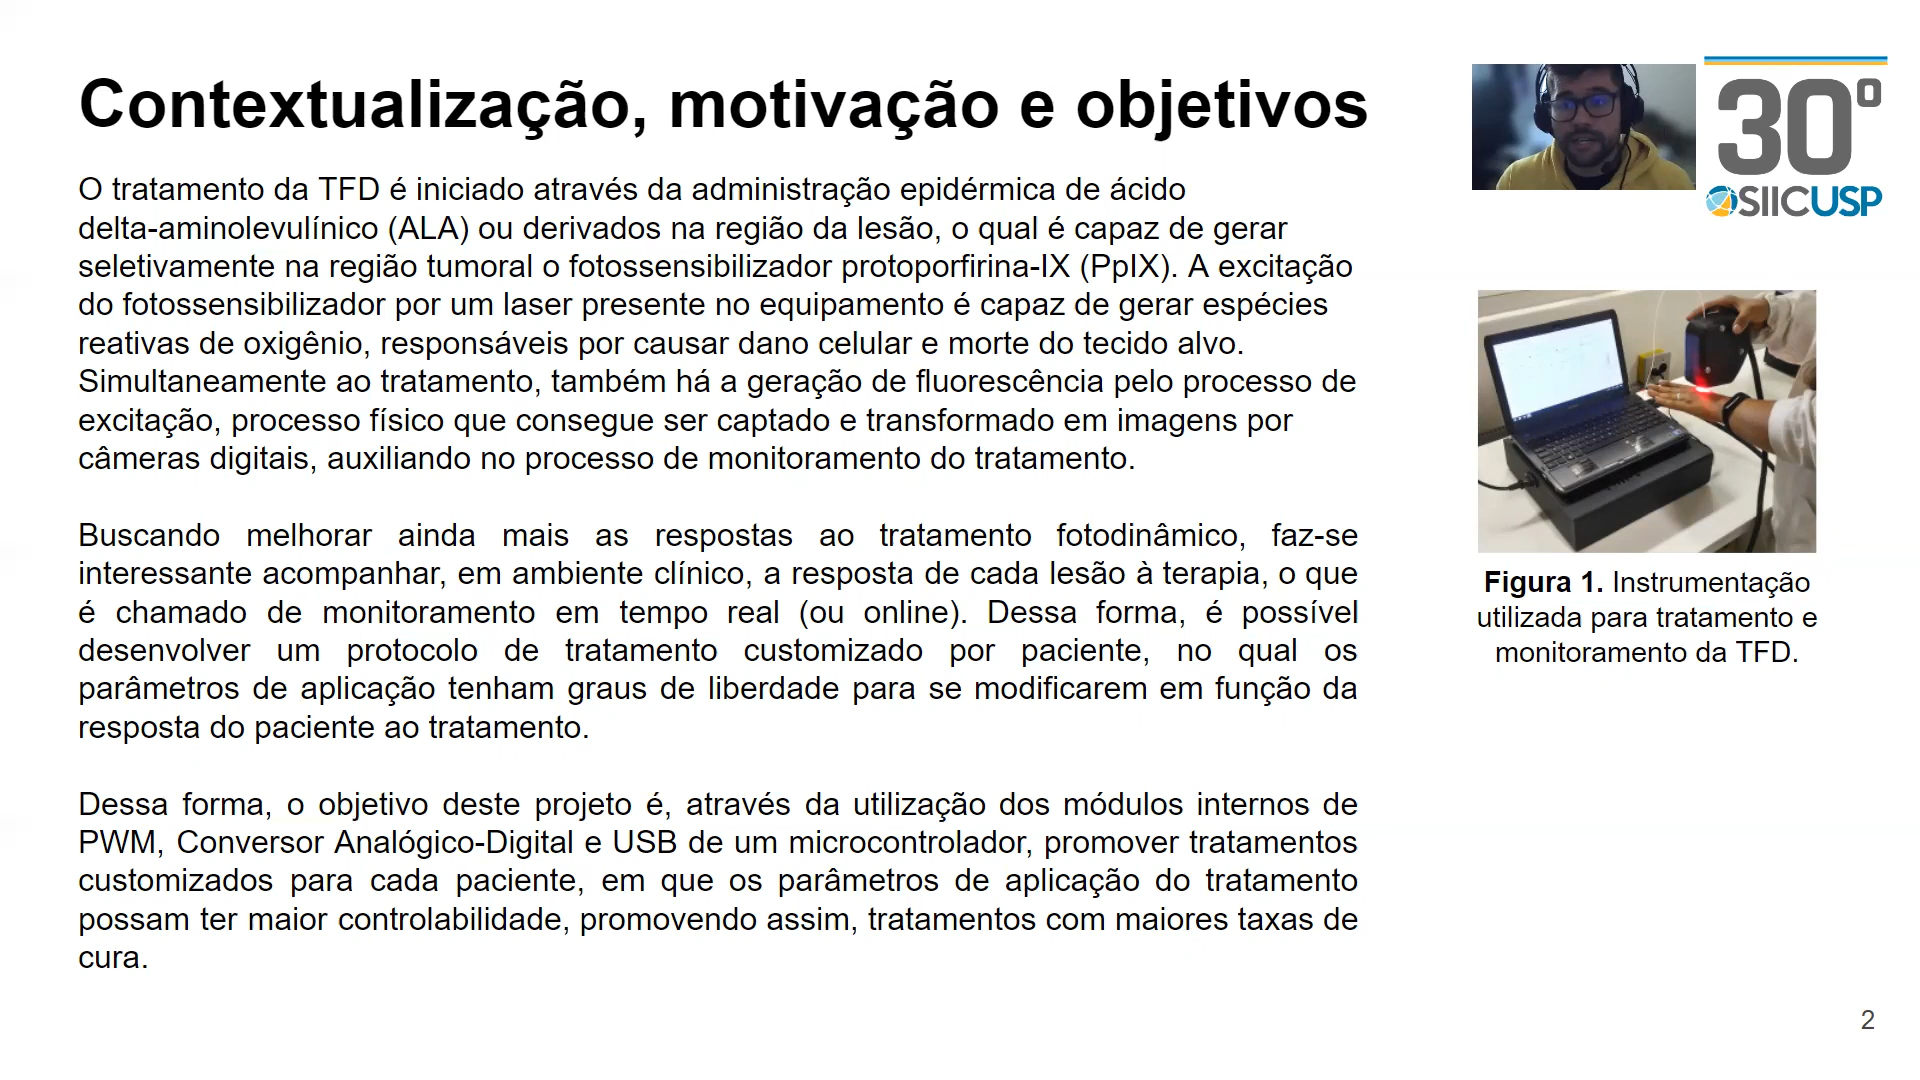 Contextualização, motivação e objetivos
O tratamento da TFD é iniciado através da administração epidérmica de ácido
delta-aminolevulínico (ALA) ou derivados na região da lesão, o qual é capaz de gerar
seletivamente na região tumoral o fotossensibilizador protoporfirina-IX (PpIX). A excitação
do fotossensibilizador por um laser presente no equipamento é capaz de gerar espécies
reativas de oxigênio, responsáveis por causar dano celular e morte do tecido alvo.
Simultaneamente ao tratamento, também há a geração de fluorescência pelo processo de
excitação, processo físico que consegue ser captado e transformado em imagens por
câmeras digitais, auxiliando no processo de monitoramento do tratamento.
Buscando melhorar ainda mais as respostas ao tratamento fotodinâmico, faz-se
interessante acompanhar, em ambiente clínico, a resposta de cada lesão à terapia, o que
é chamado de monitoramento em tempo real (ou online). Dessa forma, é possível
desenvolver um protocolo de tratamento customizado por paciente, no qual os
parâmetros de aplicação tenham graus de liberdade para se modificarem em função da
resposta do paciente ao tratamento.
Dessa forma, o objetivo deste projeto é, através da utilização dos módulos internos de
PWM, Conversor Analógico-Digital e USB de um microcontrolador, promover tratamentos
customizados para cada paciente, em que os parâmetros de aplicação do tratamento
possam ter maior controlabilidade, promovendo assim, tratamentos com maiores taxas de
cura.
30º
SIICUSP
Figura 1. Instrumentação
utilizada para tratamento e
monitoramento da TFD.
2